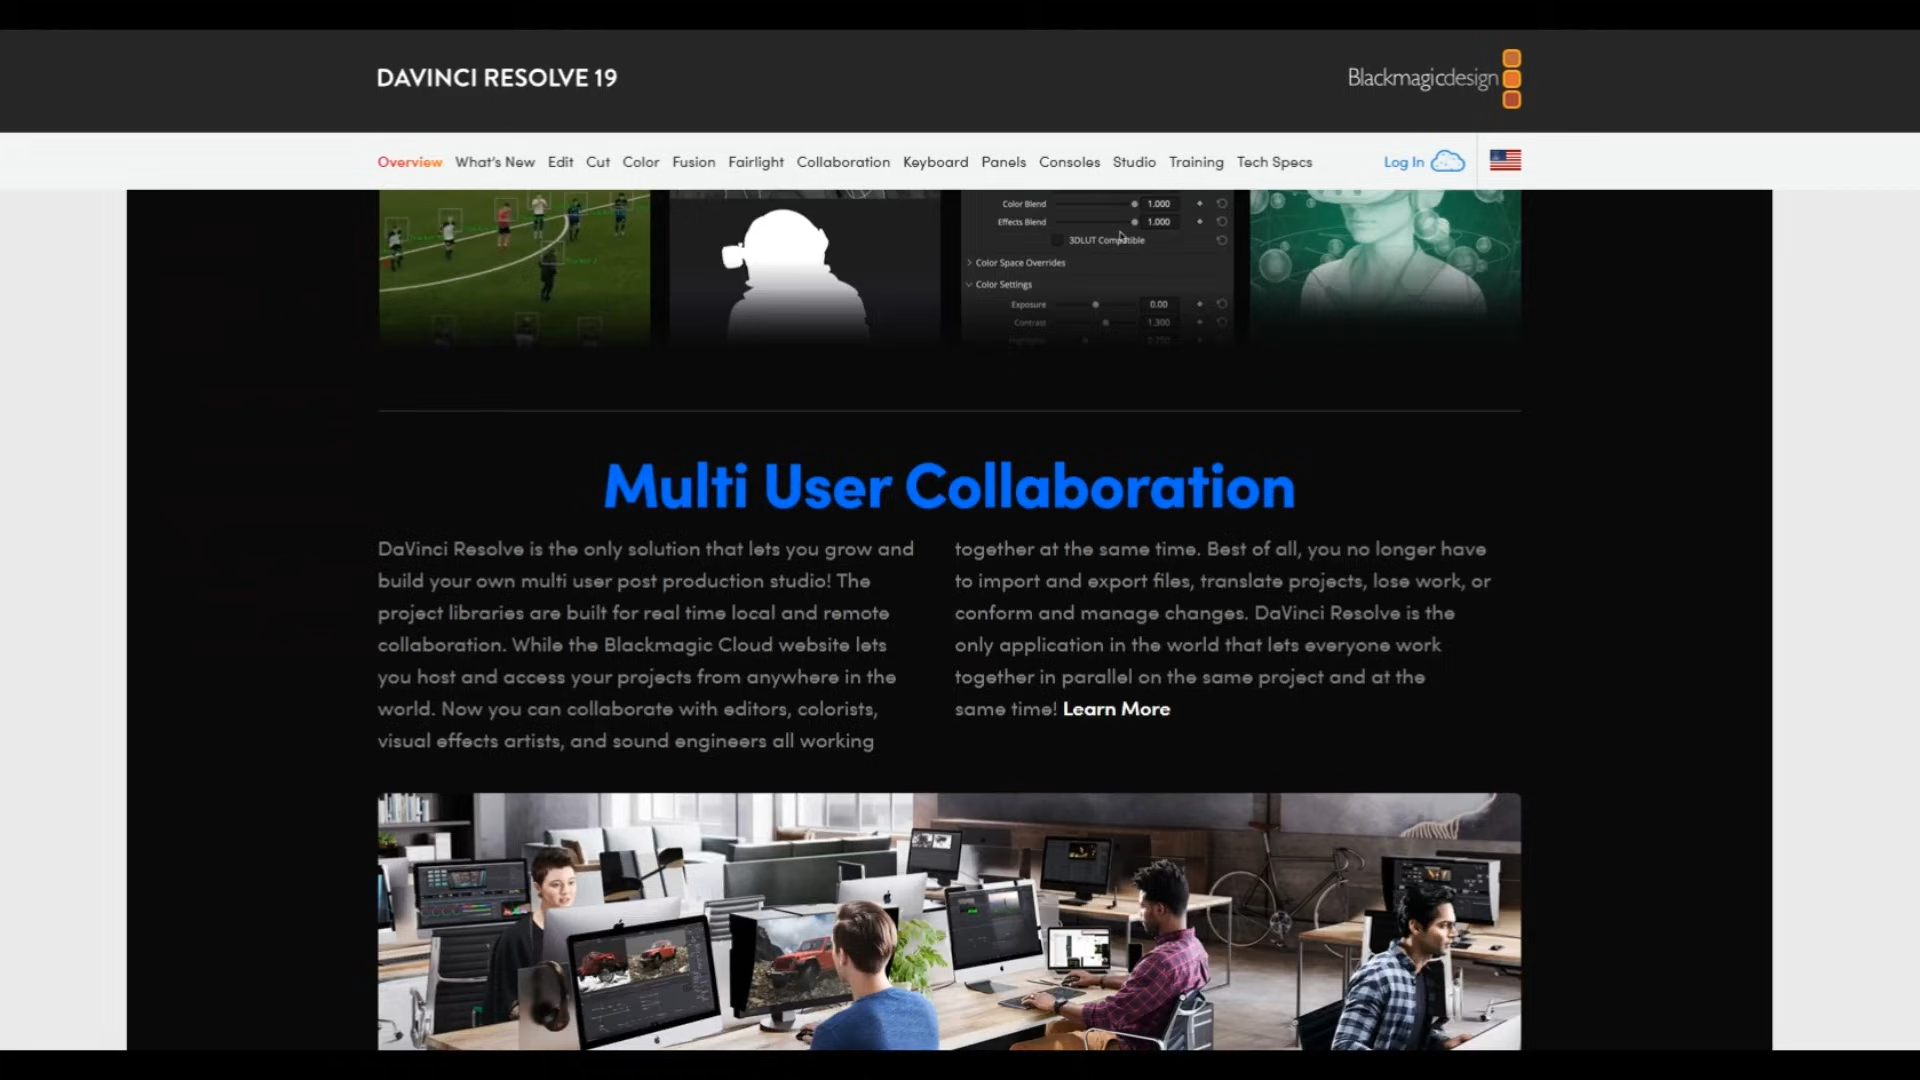 DAVINCI RESOLVE 19
Blackmagicdesign
Overview What's New Edit Cut Color Fusion Fairlight Collaboration Keyboard Panels Consoles Studio Training Tech Specs Log In
Color Blend 1.000
Effects Blend 1.000
3DLUT Compatible
Color Space Overrides
Color Settings
Exposure 0.00
Contrast 1.300
Multi User Collaboration
DaVinci Resolve is the only solution that lets you grow and
build your own multi user post production studio! The
project libraries are built for real time local and remote
collaboration. While the Blackmagic Cloud website lets
you host and access your projects from anywhere in the
world. Now you can collaborate with editors, colorists,
visual effects artists, and sound engineers all working
together at the same time. Best of all, you no longer have
to import and export files, translate projects, lose work, or
conform and manage changes. DaVinci Resolve is the
only application in the world that lets everyone work
together in parallel on the same project and at the
same time! Learn More